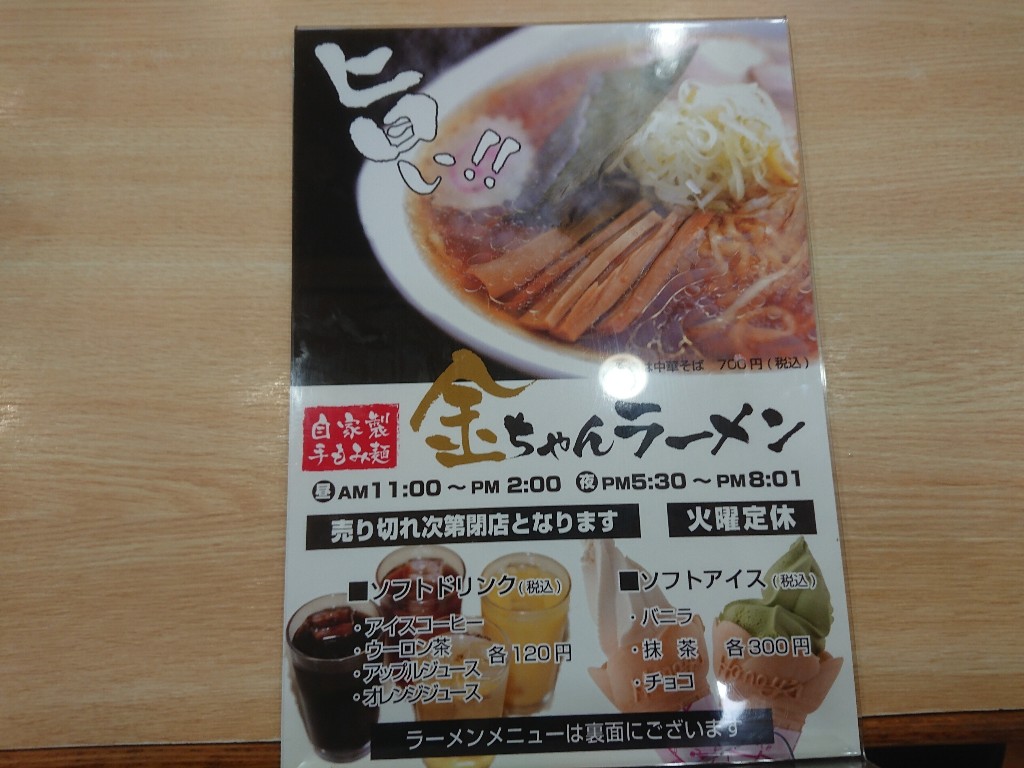 旨い!!
中華そば 700円(税込)
自家製
手もみ麺
金ちゃんラーメン
昼 AM11:00～PM 2:00 夜 PM5:30～PM8:01
売り切れ次第閉店となります
火曜定休
■ソフトドリンク(税込)
・アイスコーヒー
・ウーロン茶
・アップルジュース
・オレンジジュース
各120円
■ソフトアイス(税込)
・バニラ
・抹 茶
・チョコ
各300円
ラーメンメニューは裏面にございます